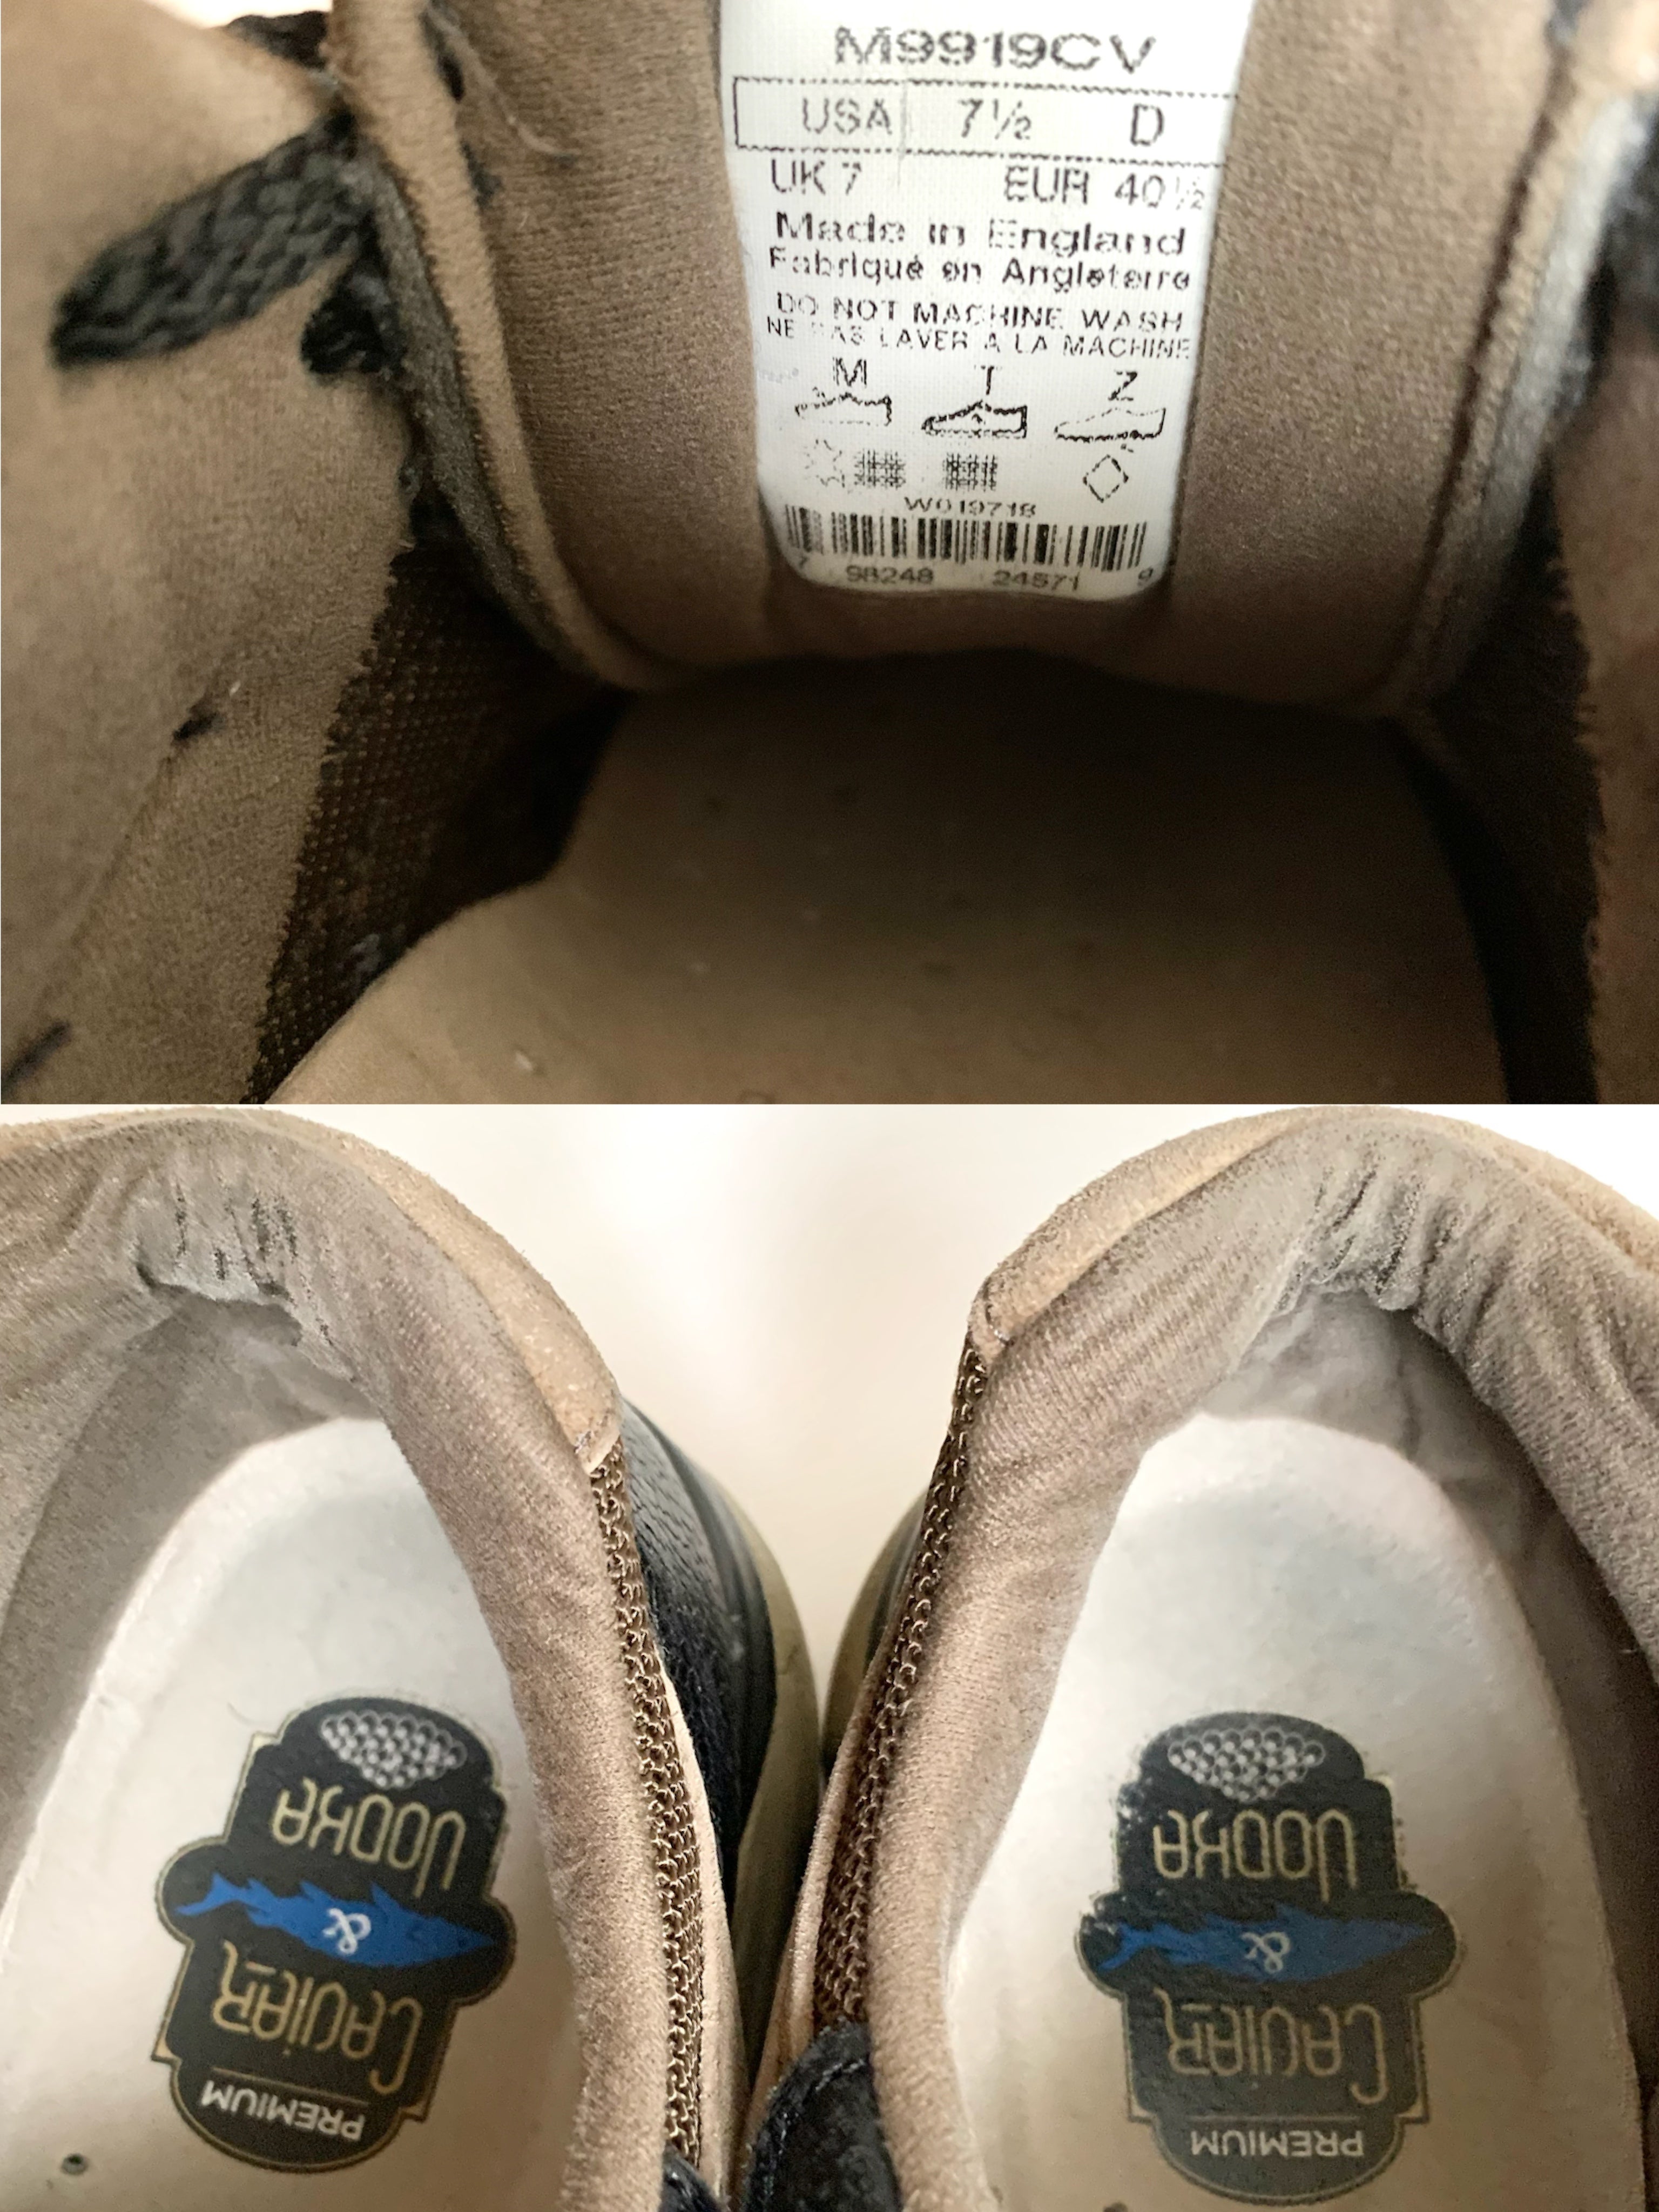 M9919CV
USA 7½ D
UK 7 EUR 40½
Made in England
Fabriqué en Angleterre
DO NOT MACHINE WASH
NE PAS LAVER A LA MACHINE
M T Z
W019718
7 98248 24571 9
PREMIUM
CAVIAR
&
VODKA
PREMIUM
CAVIAR
&
VODKA